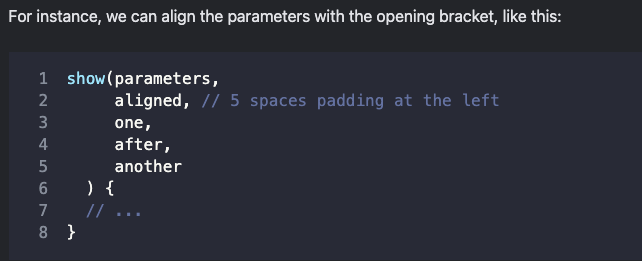 For instance, we can align the parameters with the opening bracket, like this:
1 show(parameters,
2      aligned, // 5 spaces padding at the left
3      one,
4      after,
5      another
6   ) {
7   // ...
8 }